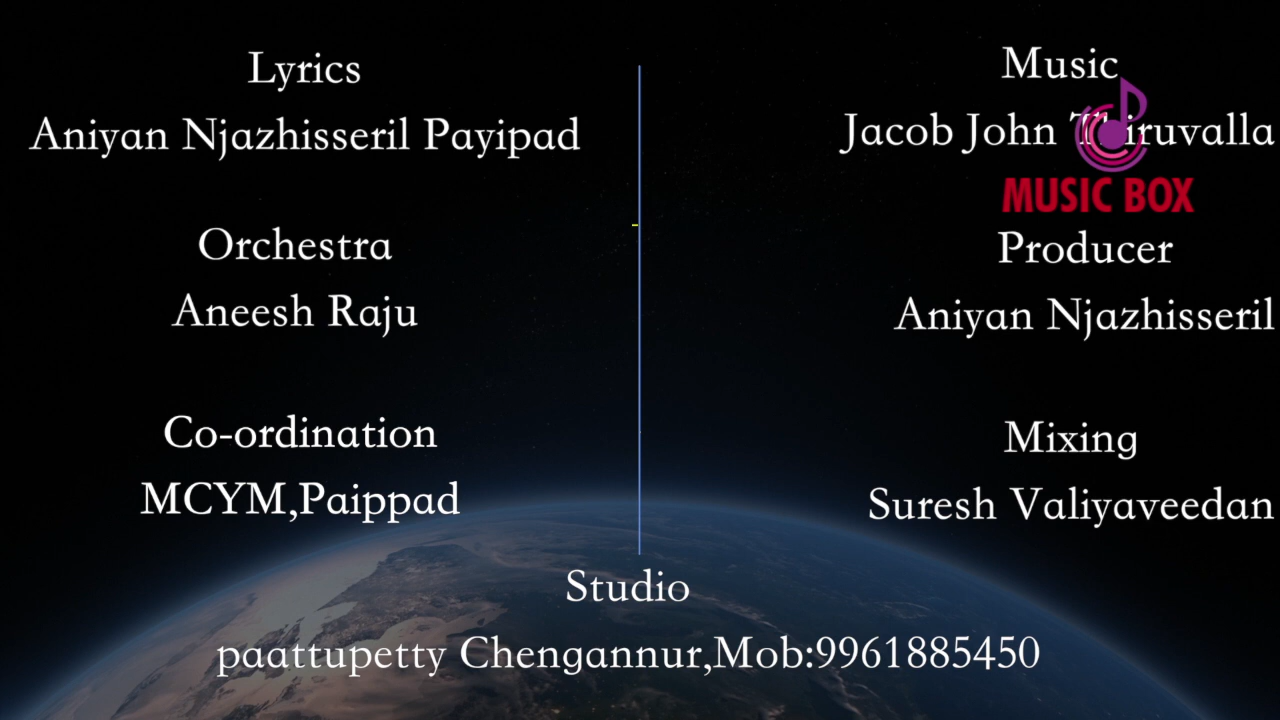 Lyrics
Aniyan Njazhisseril Payipad
Orchestra
Aneesh Raju
Co-ordination
MCYM,Paippad
Music
Jacob John Thiruvalla
MUSIC BOX
Producer
Aniyan Njazhisseril
Mixing
Suresh Valiyaveedan
Studio
paattupetty Chengannur,Mob:9961885450